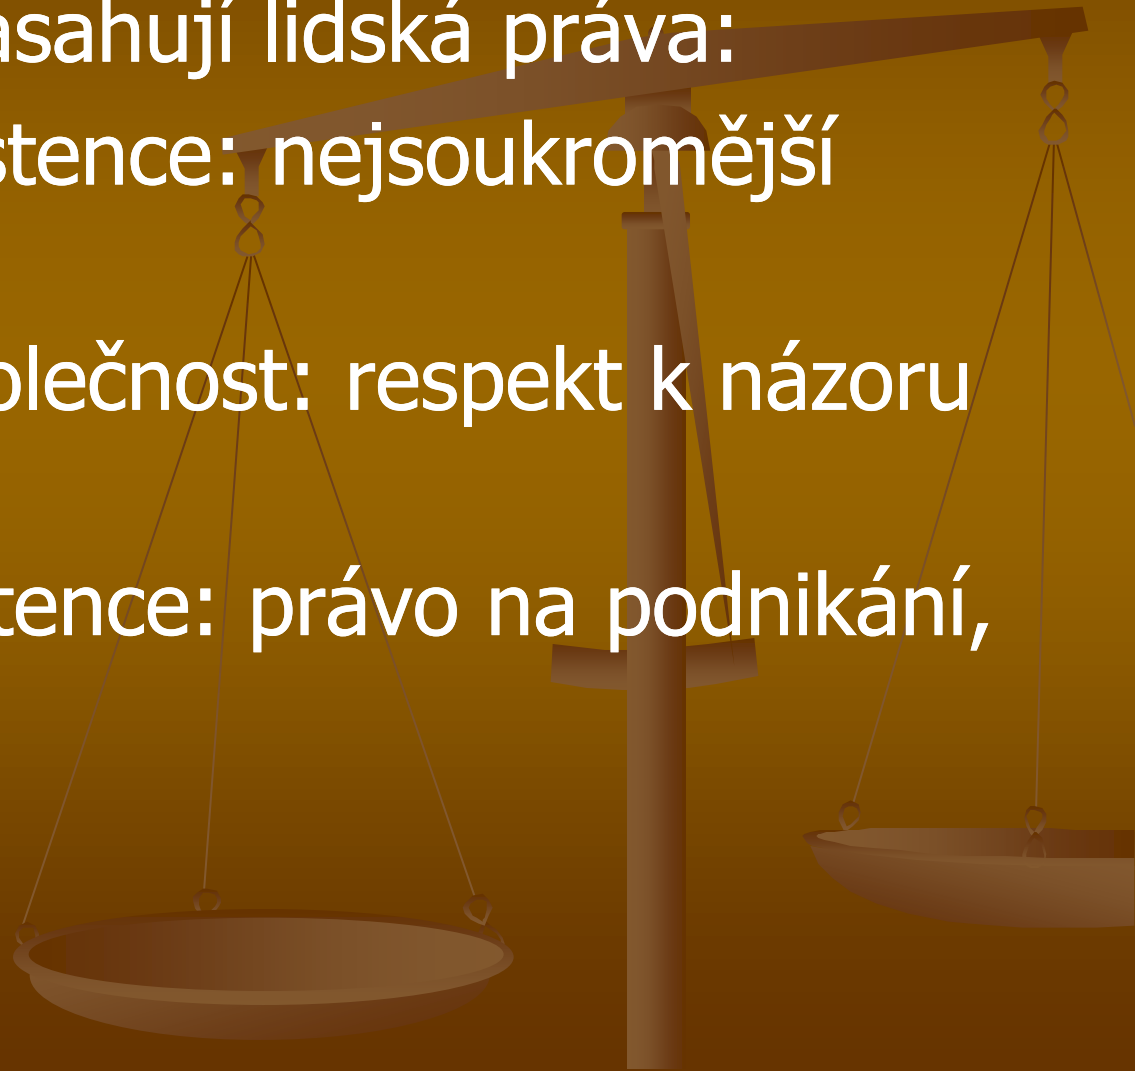 asahují lidská práva:
stence: nejsoukromější
olečnost: respekt k názoru
tence: právo na podnikání,